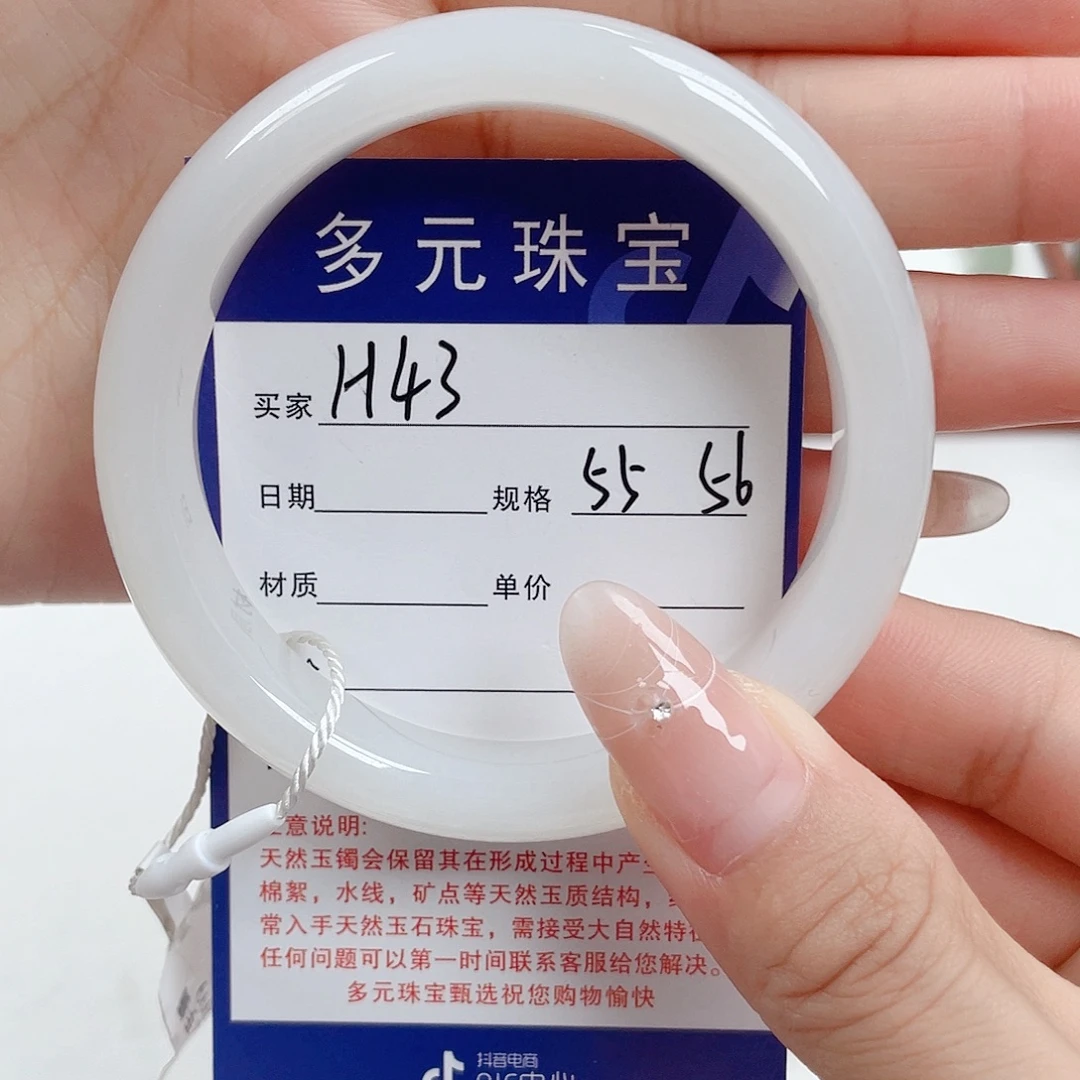 多元珠宝
买家 H43
日期 规格 55 56
材质 单价
意说明:
天然玉镯会保留其在形成过程中产
棉絮，水线，矿点等天然玉质结构，
常入手天然玉石珠宝，需接受大自然特
任何问题可以第一时间联系客服给您解决。
多元珠宝甄选祝您购物愉快
抖音电商